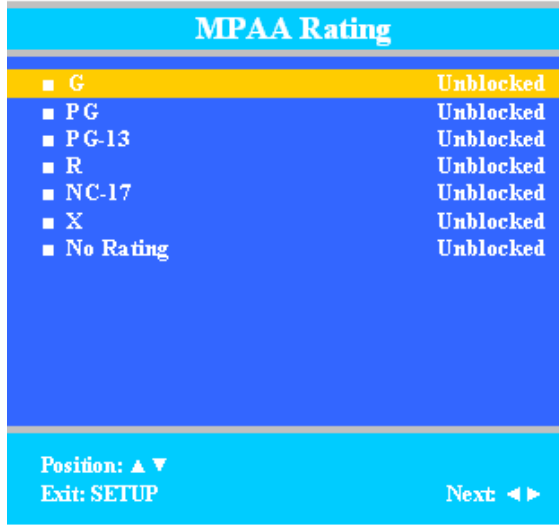 MPAA Rating
G Unblocked
PG Unblocked
PG-13 Unblocked
R Unblocked
NC-17 Unblocked
X Unblocked
No Rating Unblocked
Position: ▲ ▼
Exit: SETUP Next: ◀ ▶